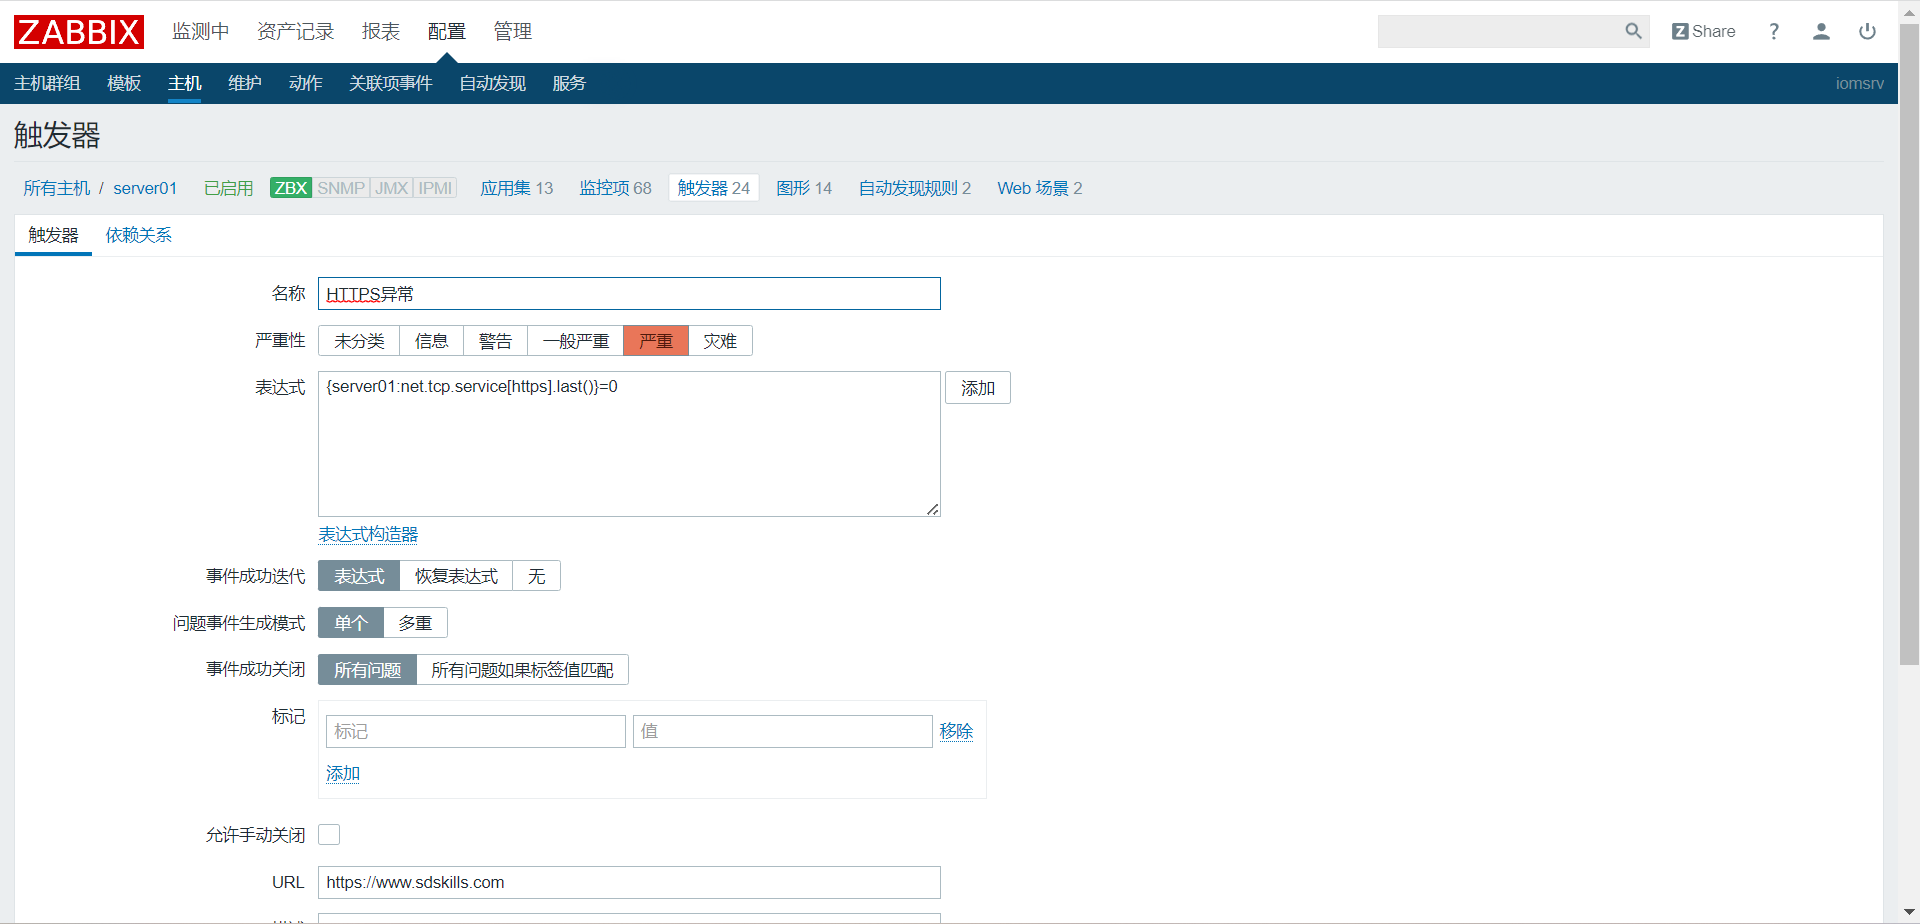 ZABBIX 监测中 资产记录 报表 配置 管理 Z Share ?
主机群组 模板 主机 维护 动作 关联项事件 自动发现 服务 iomsrv
触发器
所有主机 / server01 已启用 ZBX SNMP JMX IPMI 应用集 13 监控项 68 触发器 24 图形 14 自动发现规则 2 Web 场景 2
触发器 依赖关系
名称 HTTPS异常
严重性 未分类 信息 警告 一般严重 严重 灾难
表达式 {server01:net.tcp.service[https].last()}=0 添加
表达式构造器
事件成功迭代 表达式 恢复表达式 无
问题事件生成模式 单个 多重
事件成功关闭 所有问题 所有问题如果标签值匹配
标记 标记 值 移除
添加
允许手动关闭
URL https://www.sdskills.com